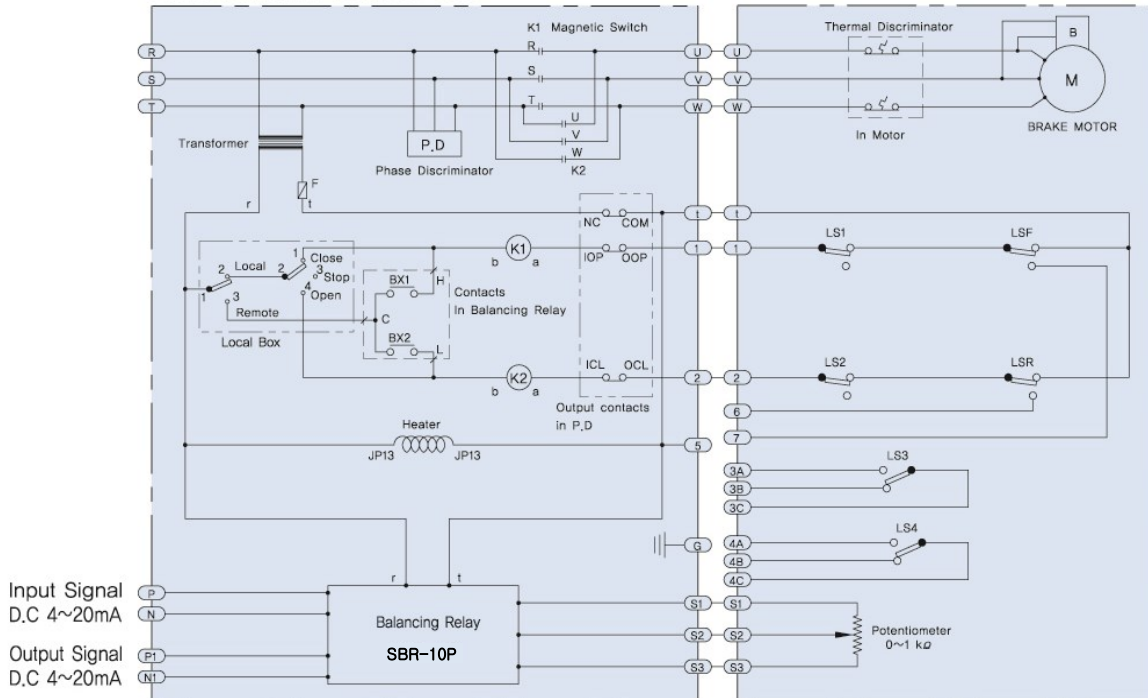 K1 Magnetic Switch
Thermal Discriminator
B
R
R
U
U
S
S
V
V
M
T
T
W
W
U
V
W
K2
In Motor
BRAKE MOTOR
Transformer
P.D
Phase Discriminator
F
r
t
NC COM
t
t
K1
b a
IOP OOP
1
1
LS1
LSF
1 Close
2 Local 2
3 Stop
4 Open
1
3
Remote
Local Box
BX1
H
C
BX2
L
Contacts
In Balancing Relay
K2
b a
ICL OCL
2
2
LS2
LSR
Output contacts
in P.D
6
7
Heater
JP13 JP13
5
3A
3B
3C
LS3
G
4A
4B
4C
LS4
r t
Input Signal
D.C 4~20mA
P
N
Balancing Relay
SBR-10P
Output Signal
D.C 4~20mA
P1
N1
S1
S1
S2
S2
S3
S3
Potentiometer
0~1 kΩ